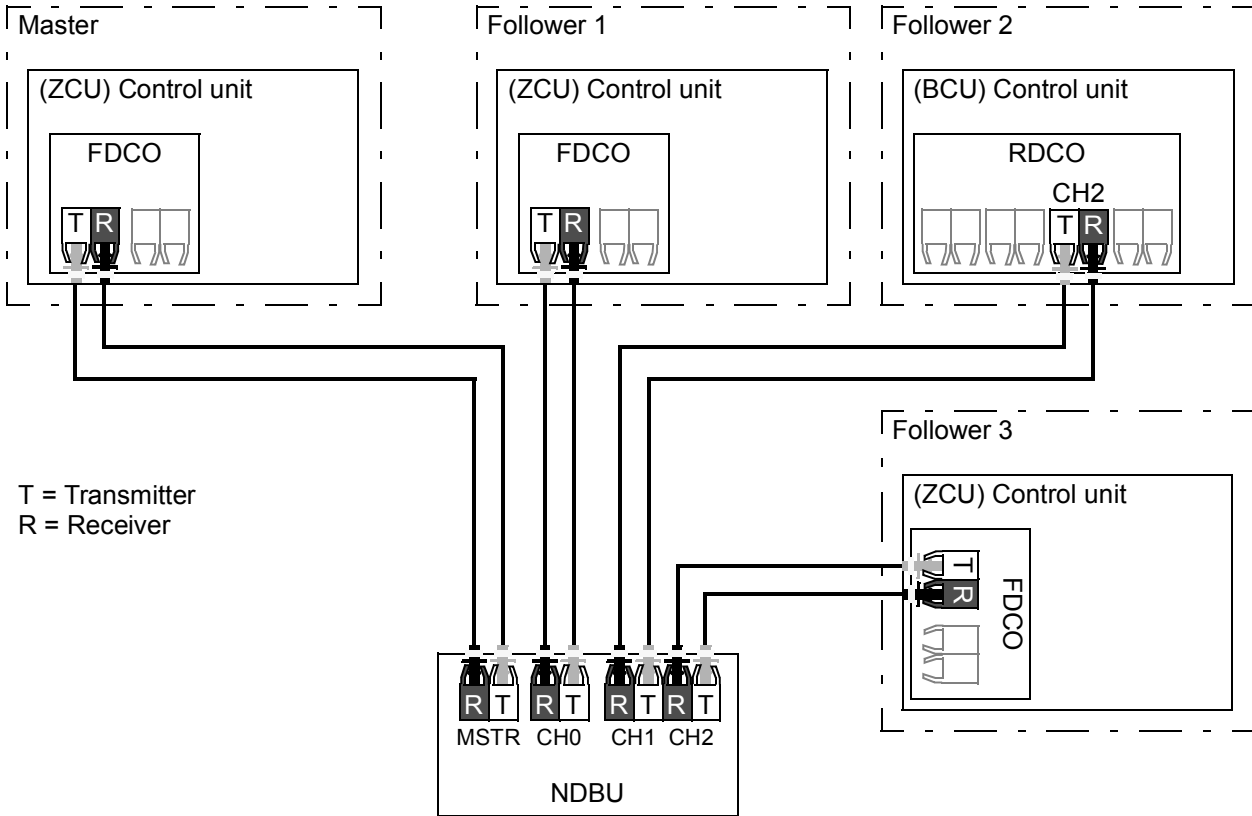 Master
(ZCU) Control unit
FDCO
T R
Follower 1
(ZCU) Control unit
FDCO
T R
Follower 2
(BCU) Control unit
RDCO
CH2
T R
T = Transmitter
R = Receiver
Follower 3
(ZCU) Control unit
T
R
FDCO
R T R T R T R T
MSTR CH0 CH1 CH2
NDBU